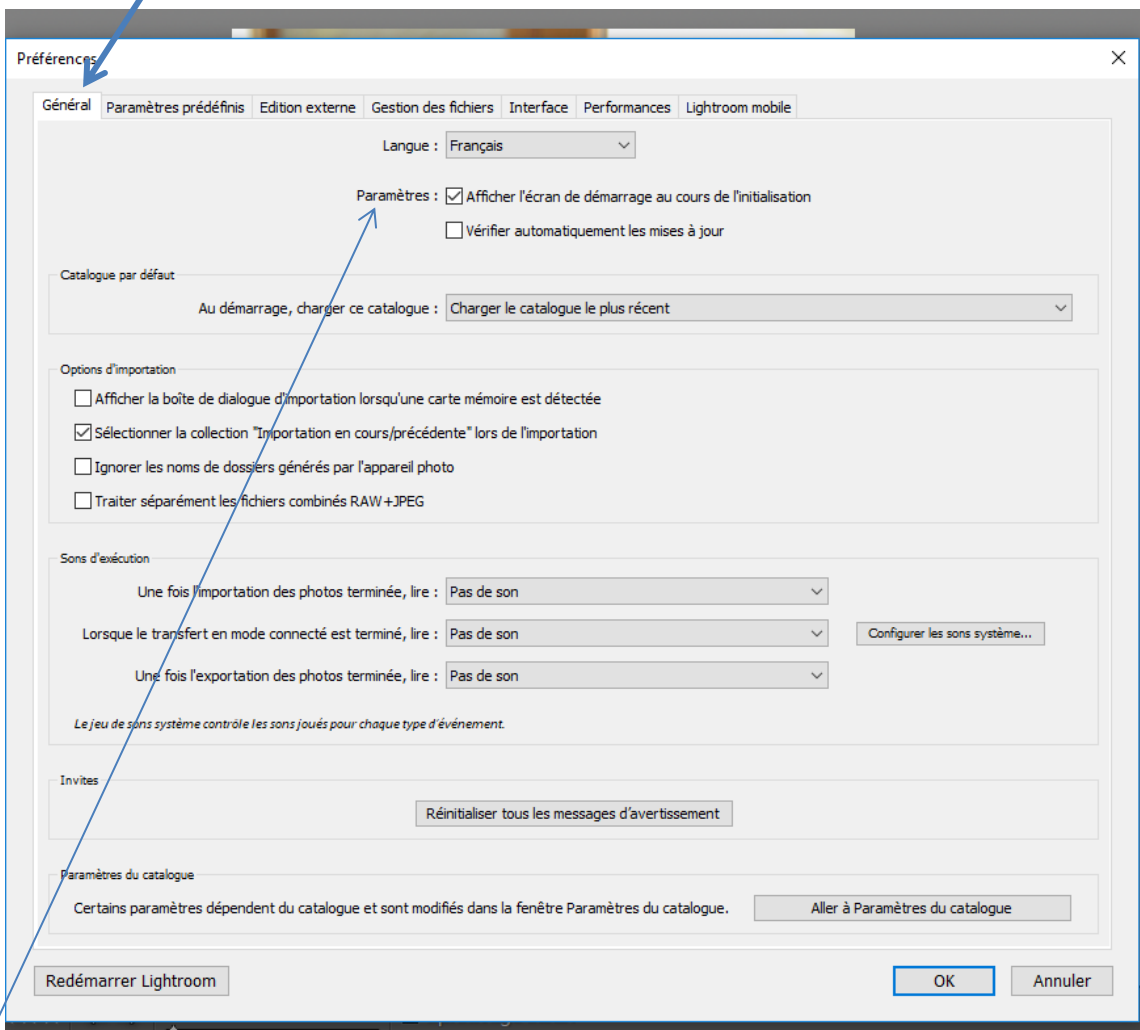 Préférences
Général Paramètres prédéfinis Edition externe Gestion des fichiers Interface Performances Lightroom mobile
Langue : Français
Paramètres : Afficher l'écran de démarrage au cours de l'initialisation
Vérifier automatiquement les mises à jour
Catalogue par défaut
Au démarrage, charger ce catalogue : Charger le catalogue le plus récent
Options d'importation
Afficher la boîte de dialogue d'importation lorsqu'une carte mémoire est détectée
Sélectionner la collection "Importation en cours/précédente" lors de l'importation
Ignorer les noms de dossiers générés par l'appareil photo
Traiter séparément les fichiers combinés RAW+JPEG
Sons d'exécution
Une fois l'importation des photos terminée, lire : Pas de son
Lorsque le transfert en mode connecté est terminé, lire : Pas de son Configurer les sons système...
Une fois l'exportation des photos terminée, lire : Pas de son
Le jeu de sons système contrôle les sons joués pour chaque type d'événement.
Invites
Réinitialiser tous les messages d’avertissement
Paramètres du catalogue
Certains paramètres dépendent du catalogue et sont modifiés dans la fenêtre Paramètres du catalogue. Aller à Paramètres du catalogue
Redémarrer Lightroom OK Annuler